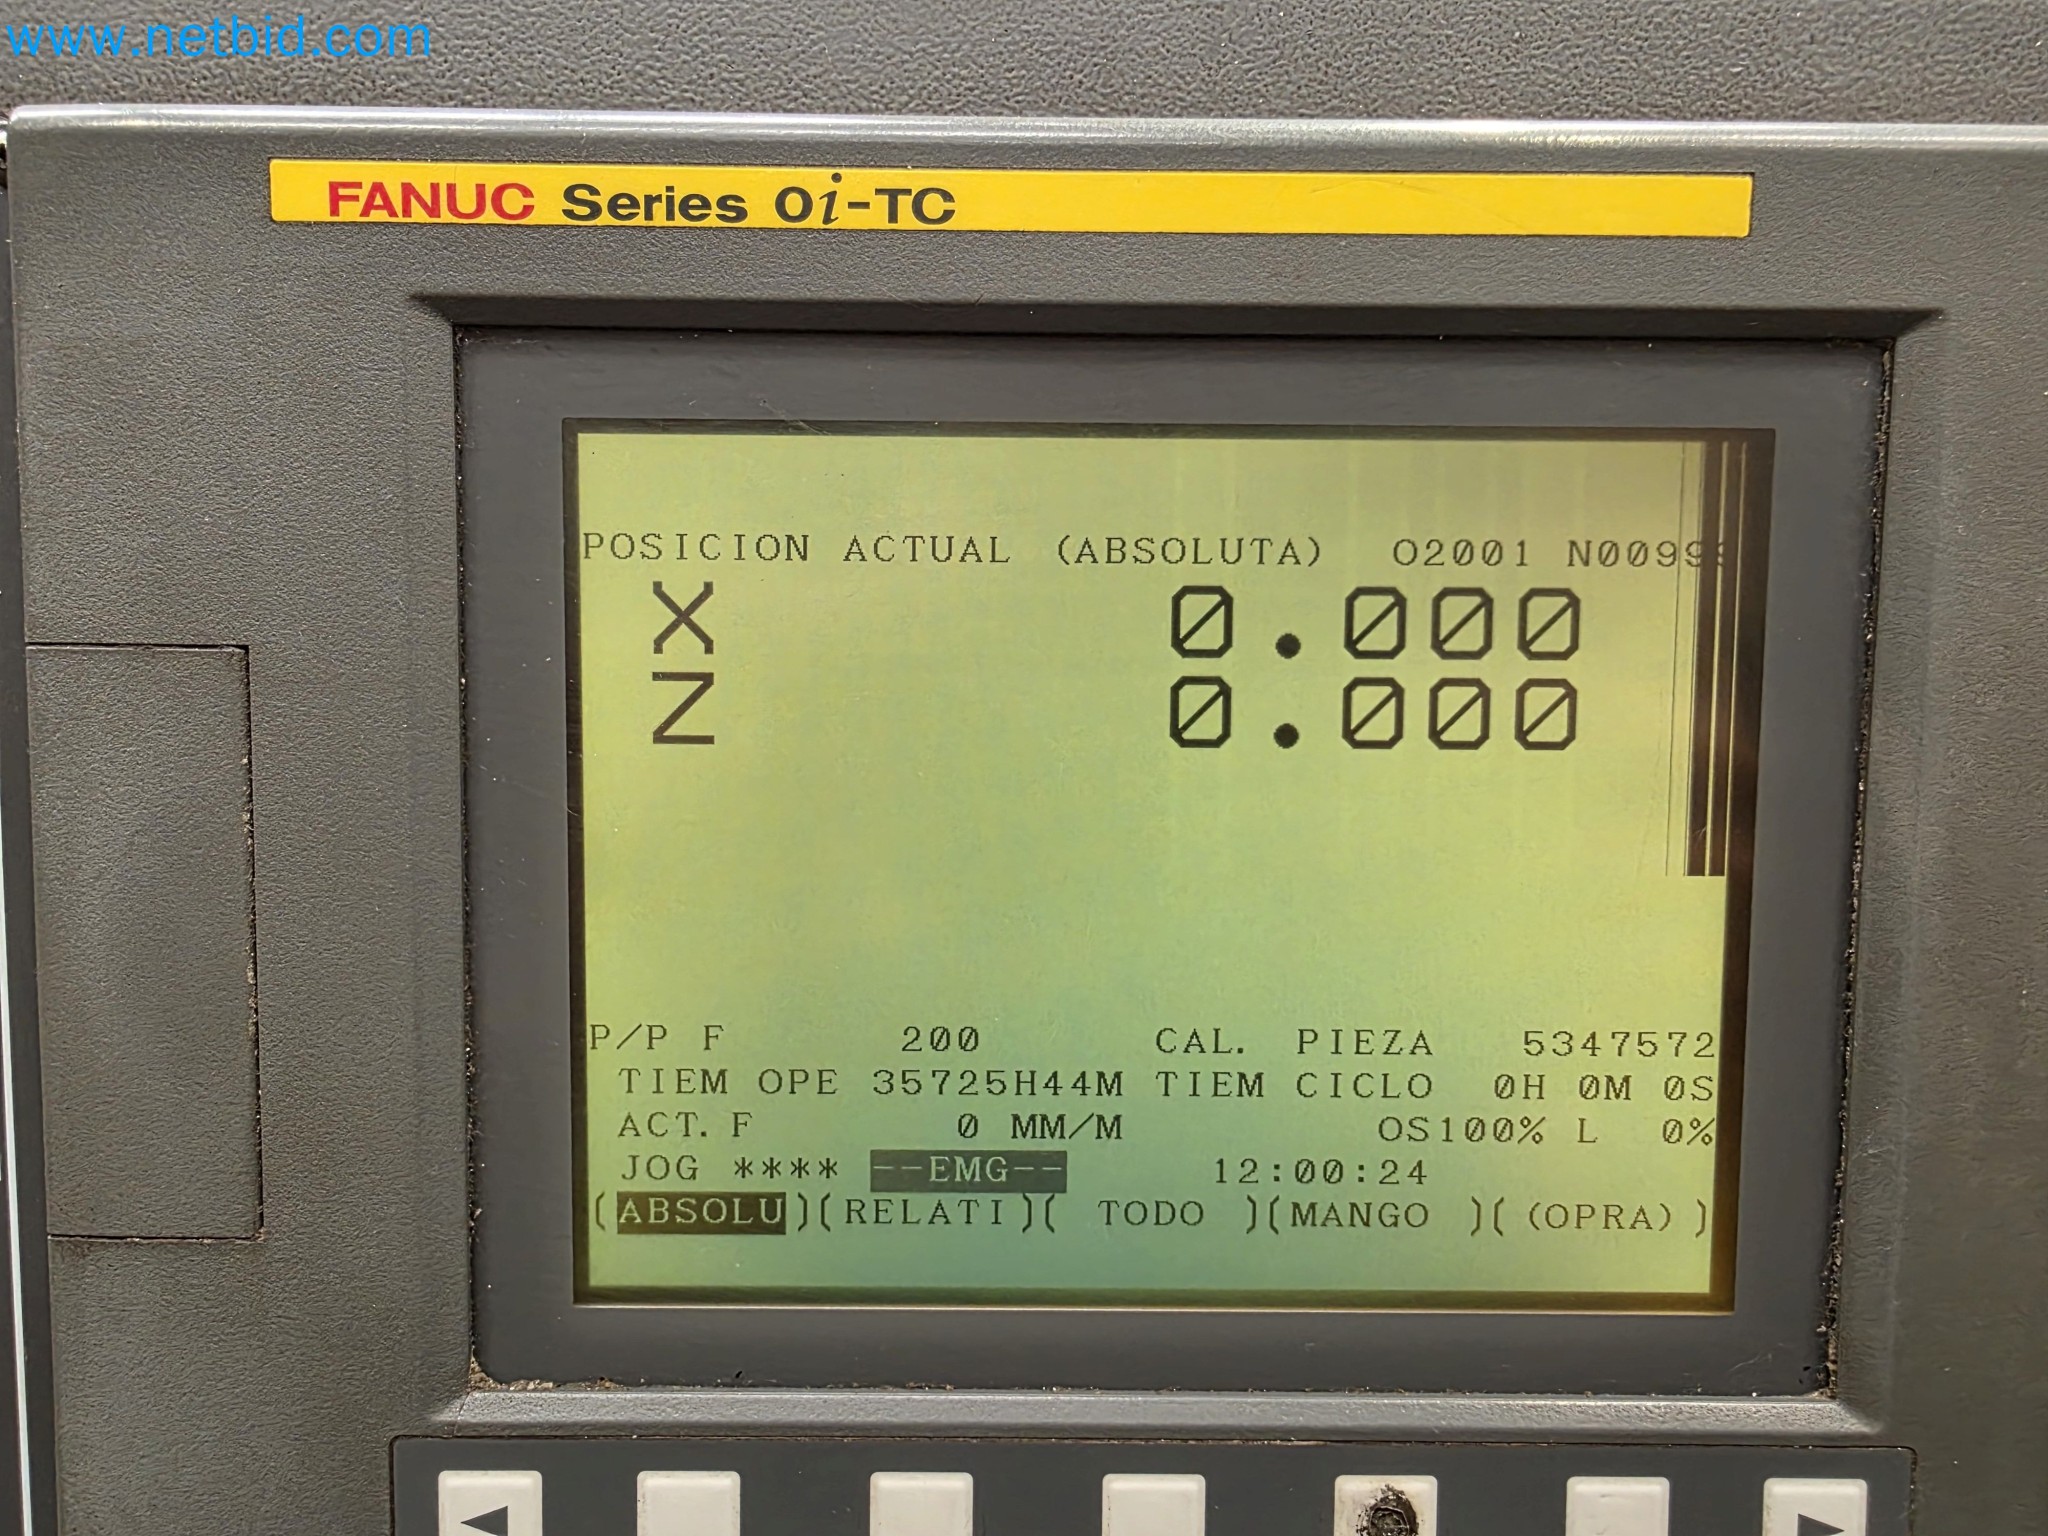 www.netbid.com
FANUC Series 0i-TC
POSICION ACTUAL (ABSOLUTA) O2001 N00999
X 0.000
Z 0.000
P/P F 200 CAL. PIEZA 5347572
TIEM OPE 35725H44M TIEM CICLO 0H 0M 0S
ACT.F 0 MM/M OS100% L 0%
JOG **** --EMG-- 12:00:24
(ABSOLU)(RELATI)( TODO )(MANGO )( (OPRA) )